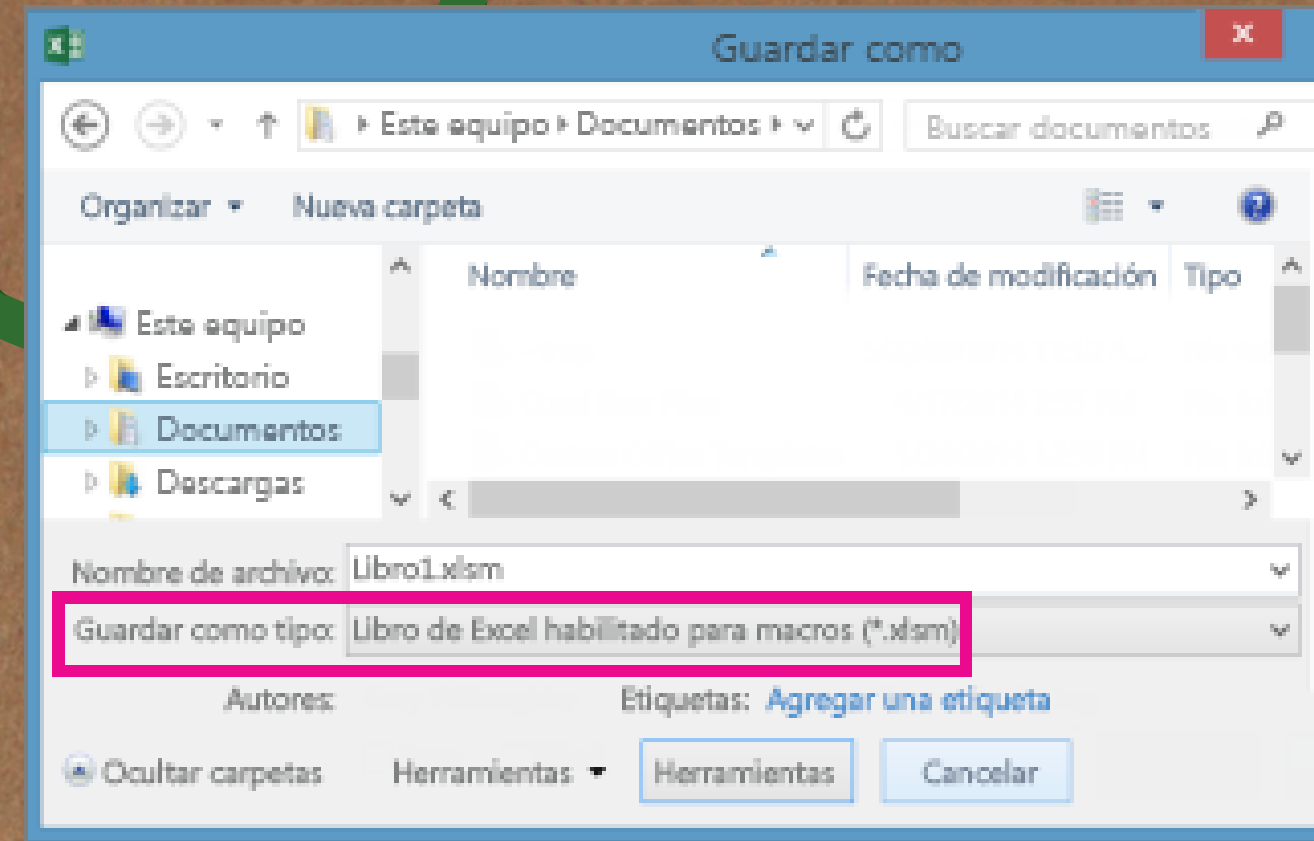 Guardar como
Este equipo Documentos
Buscar documentos
Organizar Nueva carpeta
Nombre Fecha de modificación Tipo
Este equipo
Escritorio
Documentos
Descargas
Nombre de archivo: Libro1.xlsm
Guardar como tipo: Libro de Excel habilitado para macros (*.xlsm)
Autores: Etiquetas: Agregar una etiqueta
Ocultar carpetas Herramientas Herramientas Cancelar